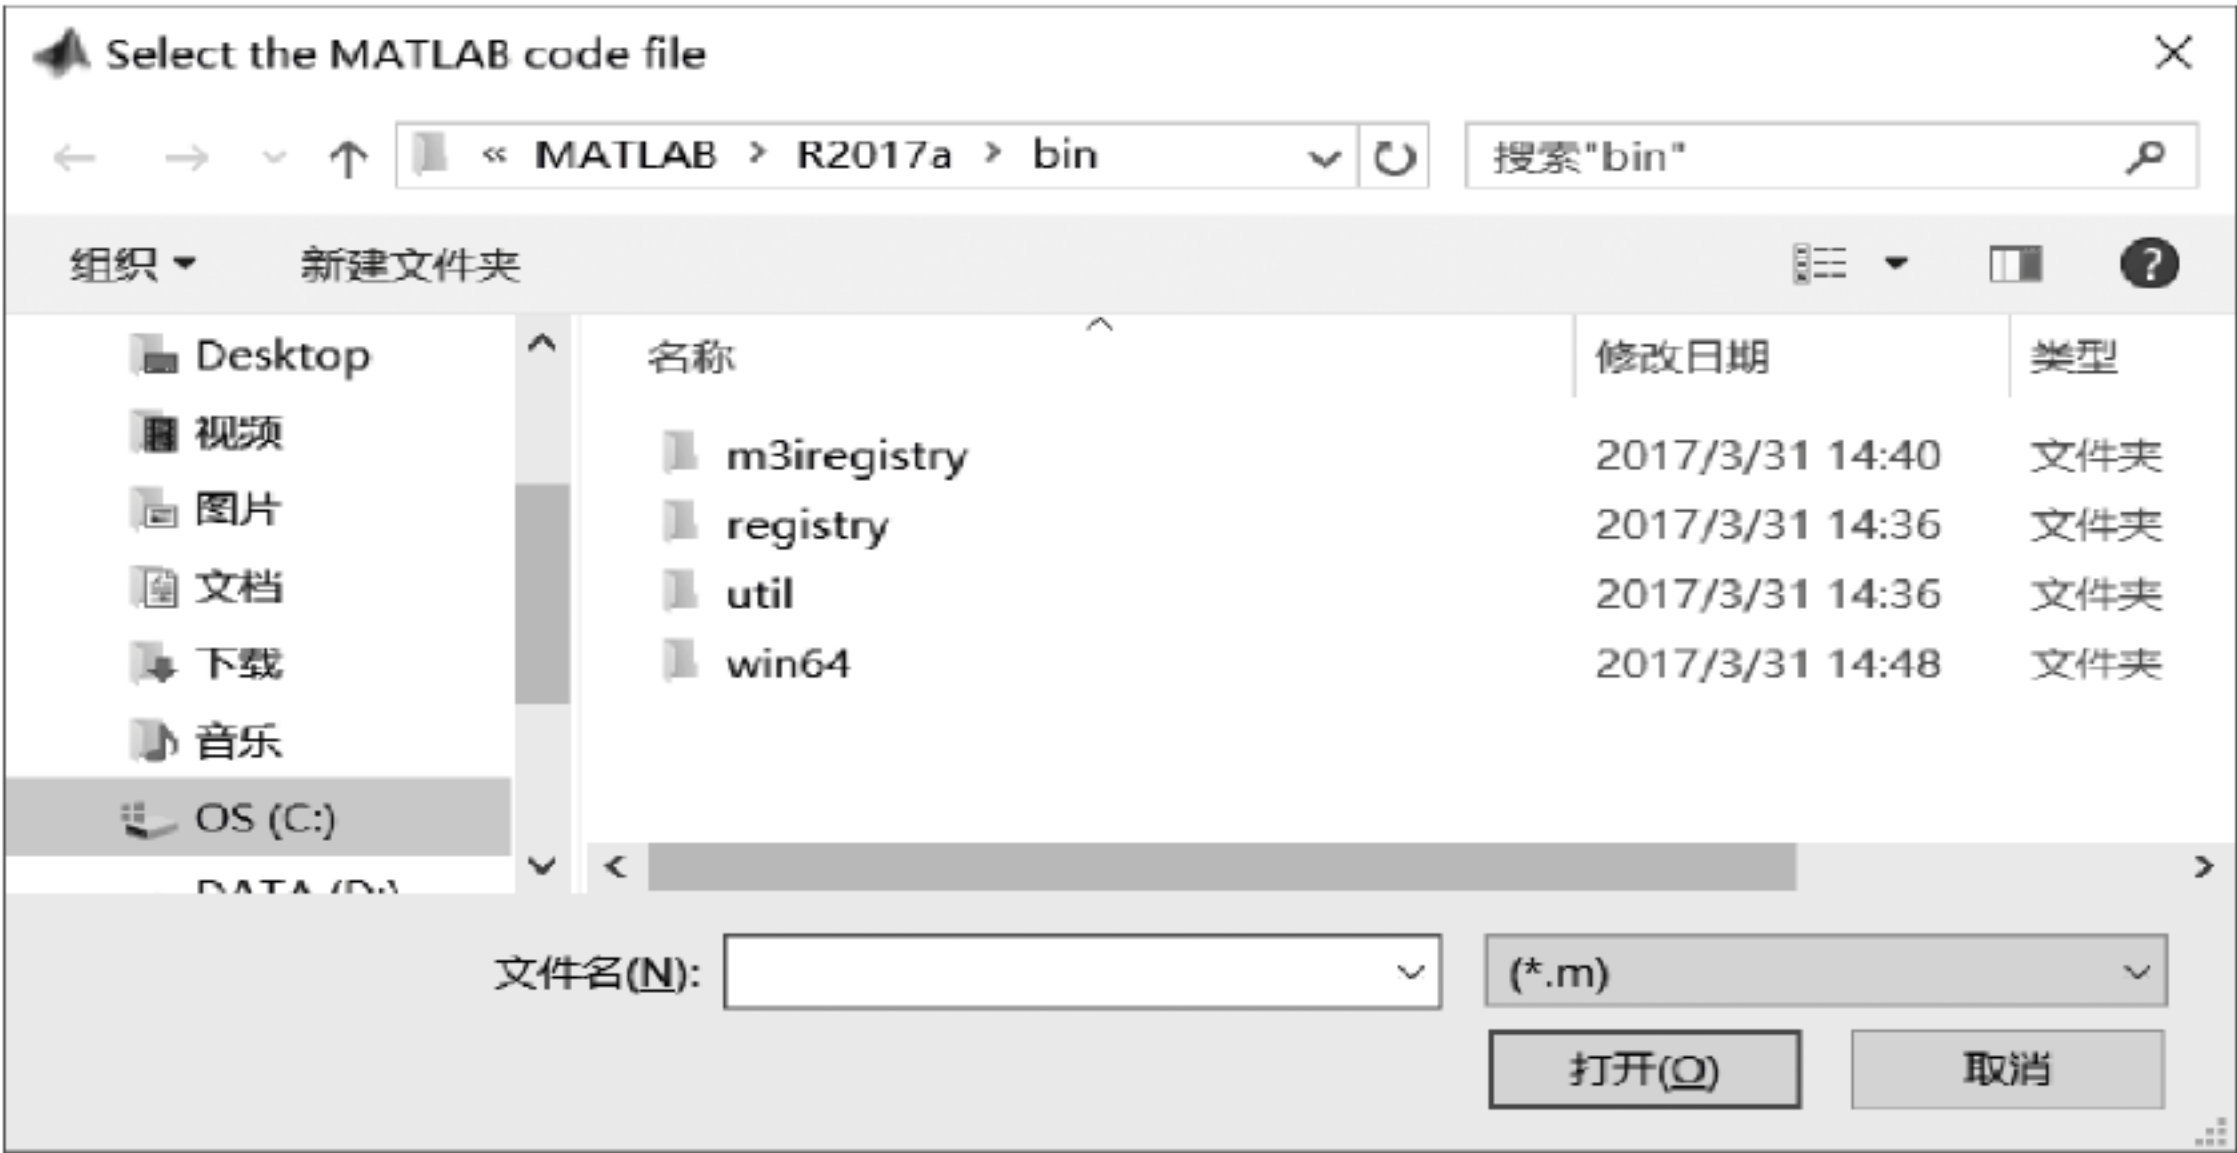 Select the MATLAB code file
« MATLAB > R2017a > bin
搜索"bin"
组织 新建文件夹
Desktop
视频
图片
文档
下载
音乐
OS (C:)
DATA (D:)
名称 修改日期 类型
m3iregistry 2017/3/31 14:40 文件夹
registry 2017/3/31 14:36 文件夹
util 2017/3/31 14:36 文件夹
win64 2017/3/31 14:48 文件夹
文件名(N):
(*.m)
打开(O) 取消